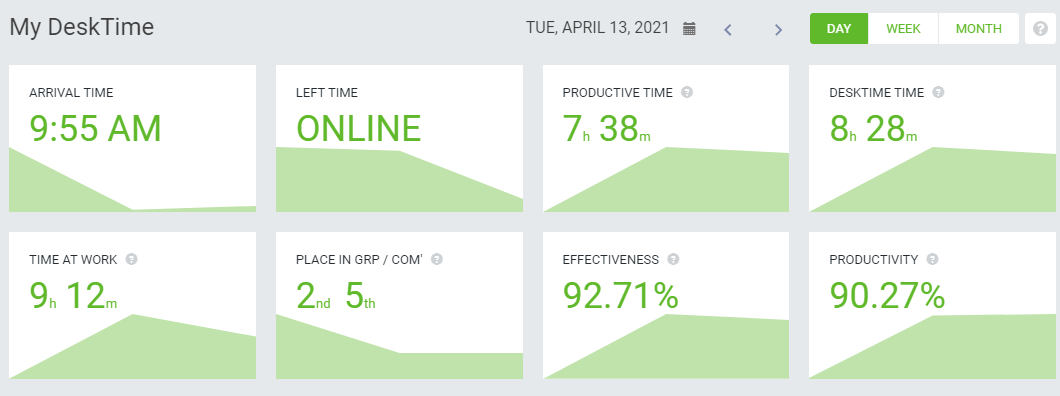 My DeskTime
TUE, APRIL 13, 2021
DAY WEEK MONTH ?
ARRIVAL TIME
9:55 AM
LEFT TIME
ONLINE
PRODUCTIVE TIME ?
7h 38m
DESKTIME TIME ?
8h 28m
TIME AT WORK ?
9h 12m
PLACE IN GRP / COM' ?
2nd 5th
EFFECTIVENESS ?
92.71%
PRODUCTIVITY ?
90.27%